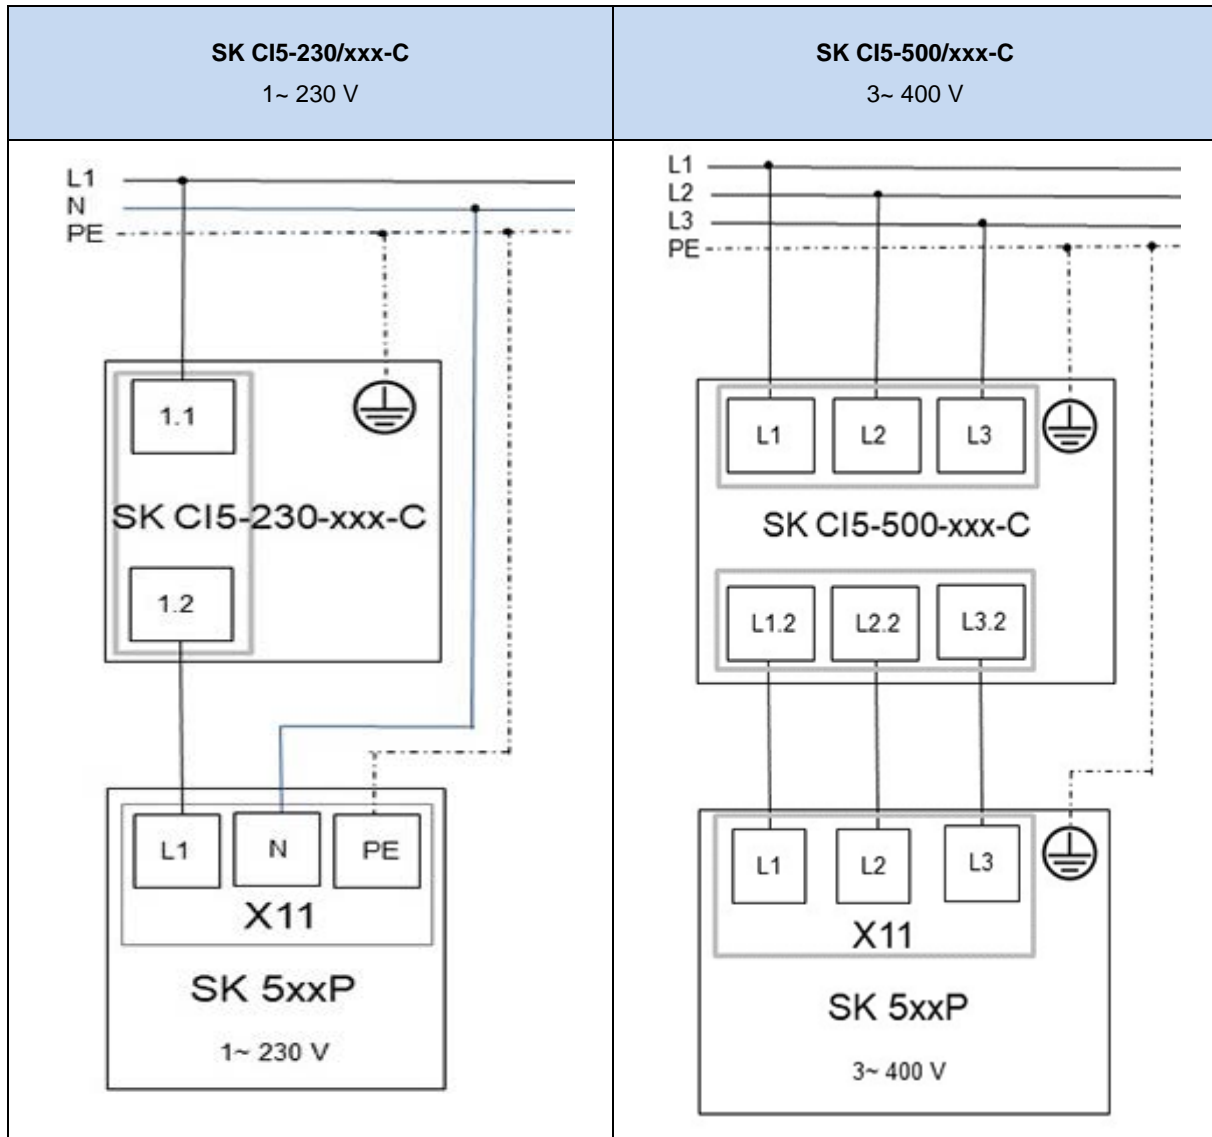 SK CI5-230/xxx-C
1~ 230 V
SK CI5-500/xxx-C
3~ 400 V
L1
N
PE
1.1
SK CI5-230-xxx-C
1.2
L1
N
PE
X11
SK 5xxP
1~ 230 V
L1
L2
L3
PE
L1
L2
L3
SK CI5-500-xxx-C
L1.2
L2.2
L3.2
L1
L2
L3
X11
SK 5xxP
3~ 400 V